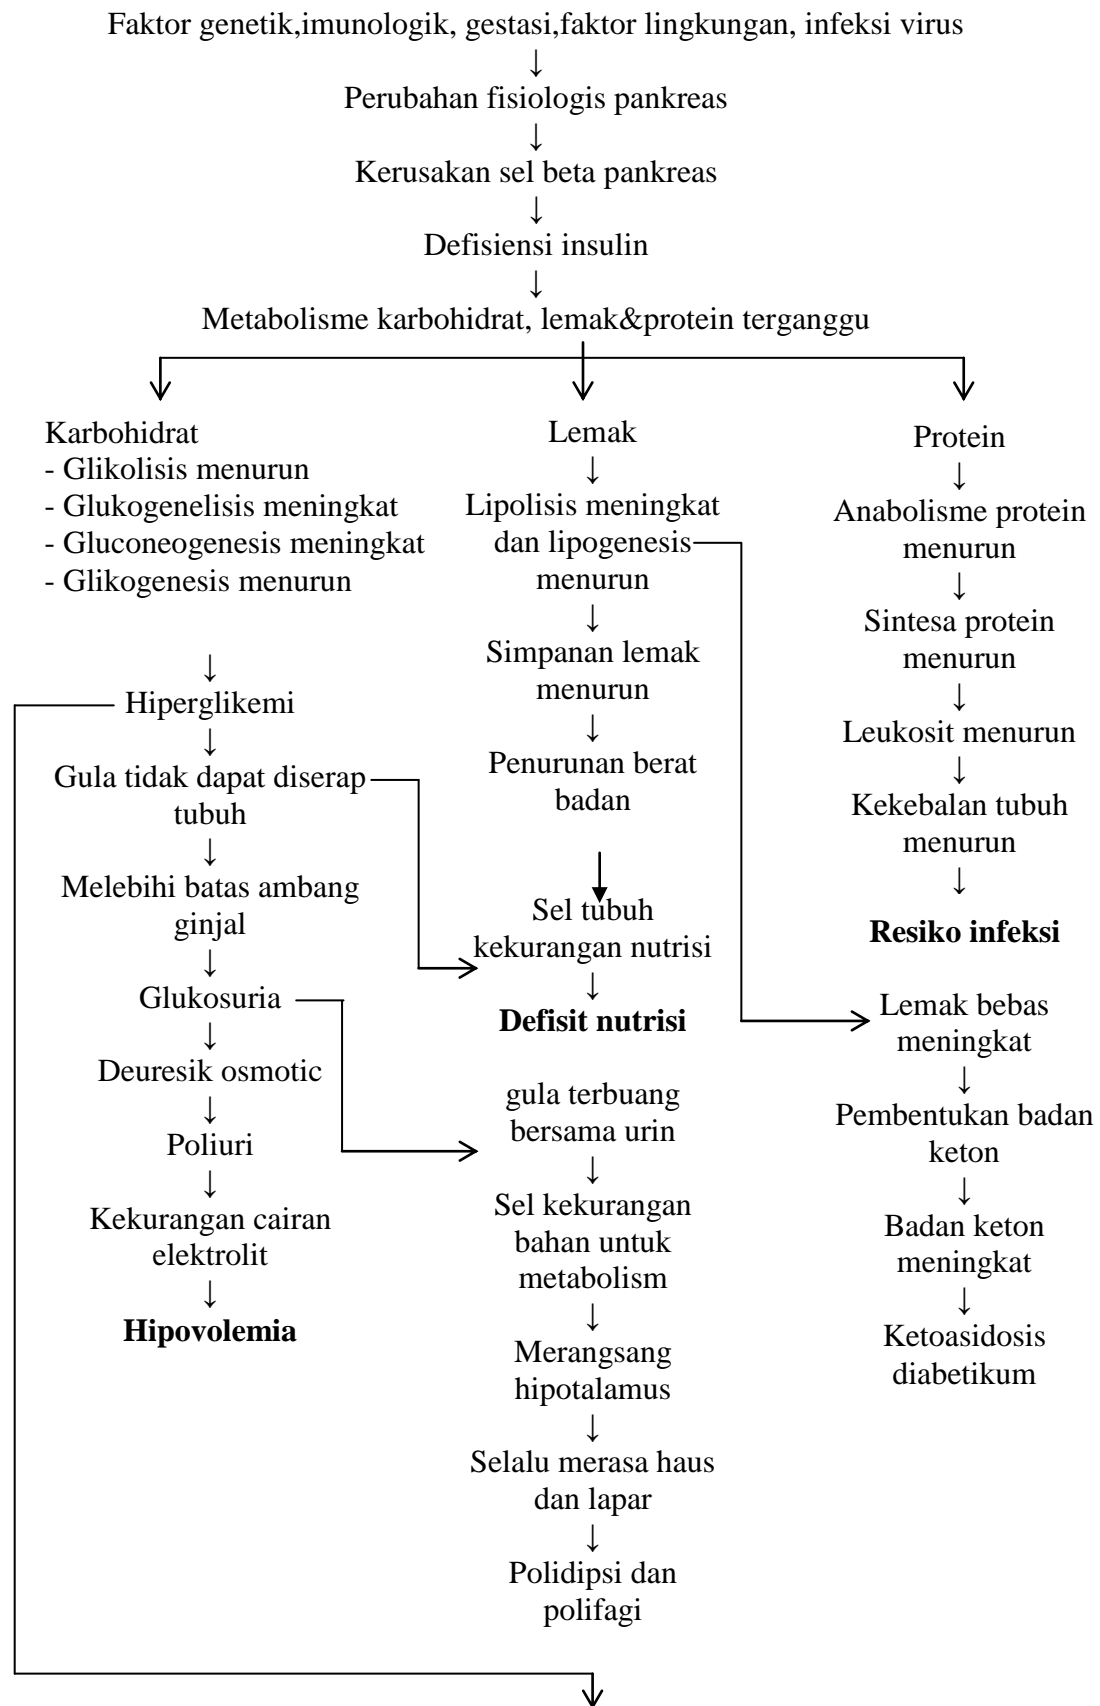 Faktor genetik,imunologik, gestasi,faktor lingkungan, infeksi virus
↓
Perubahan fisiologis pankreas
↓
Kerusakan sel beta pankreas
↓
Defisiensi insulin
↓
Metabolisme karbohidrat, lemak&protein terganggu
Karbohidrat
- Glikolisis menurun
- Glukogenelisis meningkat
- Gluconeogenesis meningkat
- Glikogenesis menurun
↓
Hiperglikemi
↓
Gula tidak dapat diserap
tubuh
↓
Melebihi batas ambang
ginjal
↓
Glukosuria
↓
Deuresik osmotic
↓
Poliuri
↓
Kekurangan cairan
elektrolit
↓
Hipovolemia
Lemak
↓
Lipolisis meningkat
dan lipogenesis
menurun
↓
Simpanan lemak
menurun
↓
Penurunan berat
badan
Sel tubuh
kekurangan nutrisi
↓
Defisit nutrisi
gula terbuang
bersama urin
↓
Sel kekurangan
bahan untuk
metabolism
↓
Merangsang
hipotalamus
↓
Selalu merasa haus
dan lapar
↓
Polidipsi dan
polifagi
Protein
↓
Anabolisme protein
menurun
↓
Sintesa protein
menurun
↓
Leukosit menurun
↓
Kekebalan tubuh
menurun
↓
Resiko infeksi
Lemak bebas
meningkat
↓
Pembentukan badan
keton
↓
Badan keton
meningkat
↓
Ketoasidosis
diabetikum